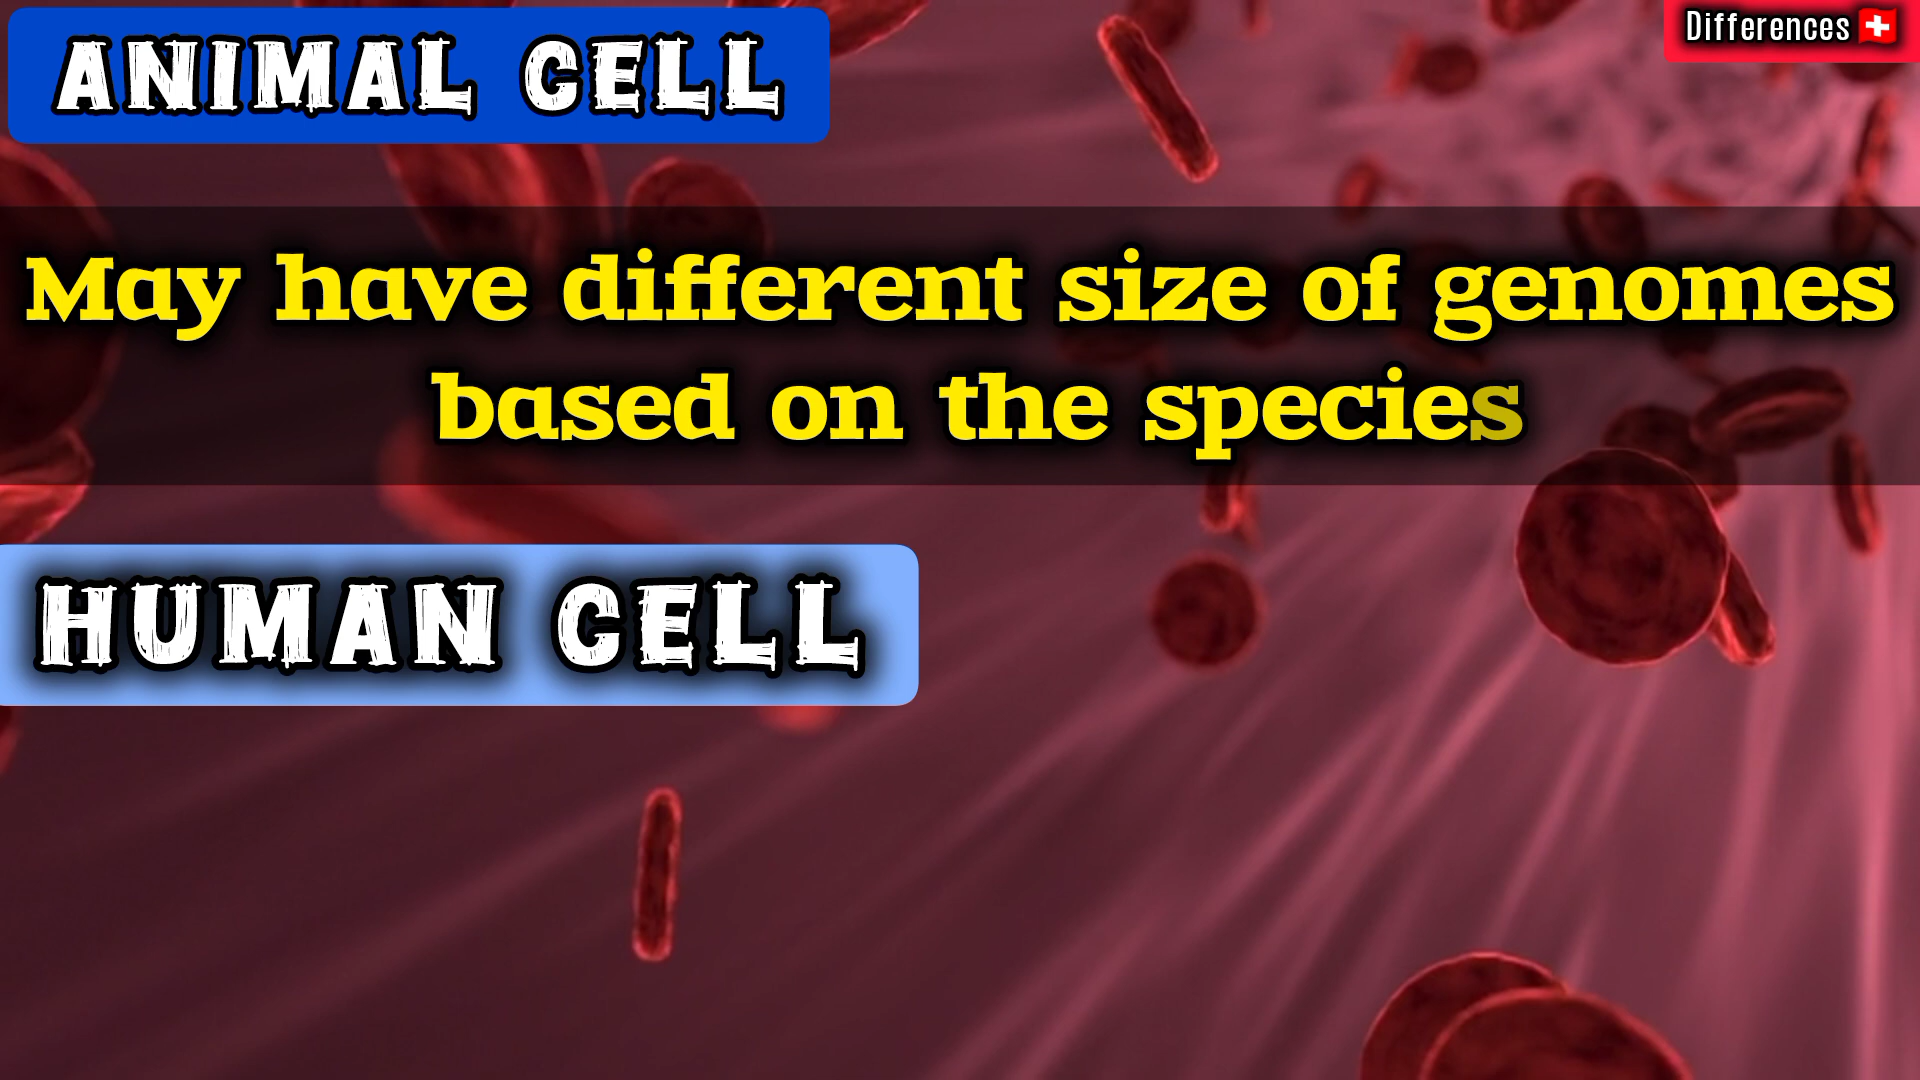 Differences
ANIMAL CELL
May have different size of genomes
based on the species
HUMAN CELL